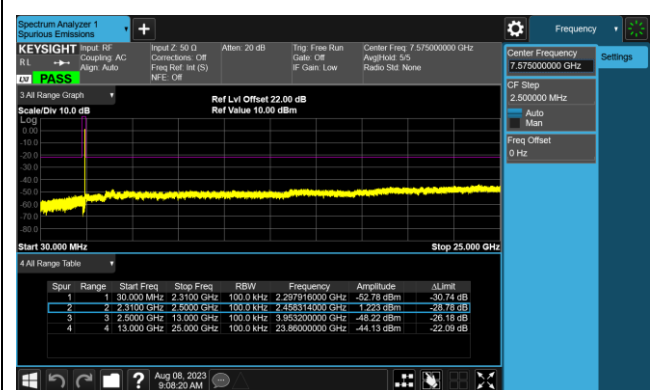 Spectrum Analyzer 1
Spurious Emissions
Frequency
KEYSIGHT Input: RF
R L
Coupling: AC
Align: Auto
Input Z: 50 Ω
Corrections: Off
Freq Ref: Int (S)
NFE: Off
Atten: 20 dB
Trig: Free Run
Gate: Off
IF Gain: Low
Center Freq: 7.575000000 GHz
Avg|Hold: 5/5
Radio Std: None
LXI PASS
Center Frequency
7.575000000 GHz
Settings
CF Step
2.500000 MHz
Auto
Man
Freq Offset
0 Hz
3 All Range Graph
Scale/Div 10.0 dB
Ref Lvl Offset 22.00 dB
Ref Value 10.00 dBm
Log
0.00
-10.0
-20.0
-30.0
-40.0
-50.0
-60.0
-70.0
-80.0
Start 30.000 MHz Stop 25.000 GHz
4 All Range Table
Spur Range Start Freq Stop Freq RBW Frequency Amplitude ΔLimit
1 1 30.000 MHz 2.3100 GHz 100.0 kHz 2.297916000 GHz -52.78 dBm -30.74 dB
2 2 2.3100 GHz 2.5000 GHz 100.0 kHz 2.458314000 GHz 1.223 dBm -28.78 dB
3 3 2.5000 GHz 13.000 GHz 100.0 kHz 3.953200000 GHz -48.22 dBm -26.18 dB
4 4 13.000 GHz 25.000 GHz 100.0 kHz 23.86000000 GHz -44.13 dBm -22.09 dB
Aug 08, 2023
9:08:20 AM